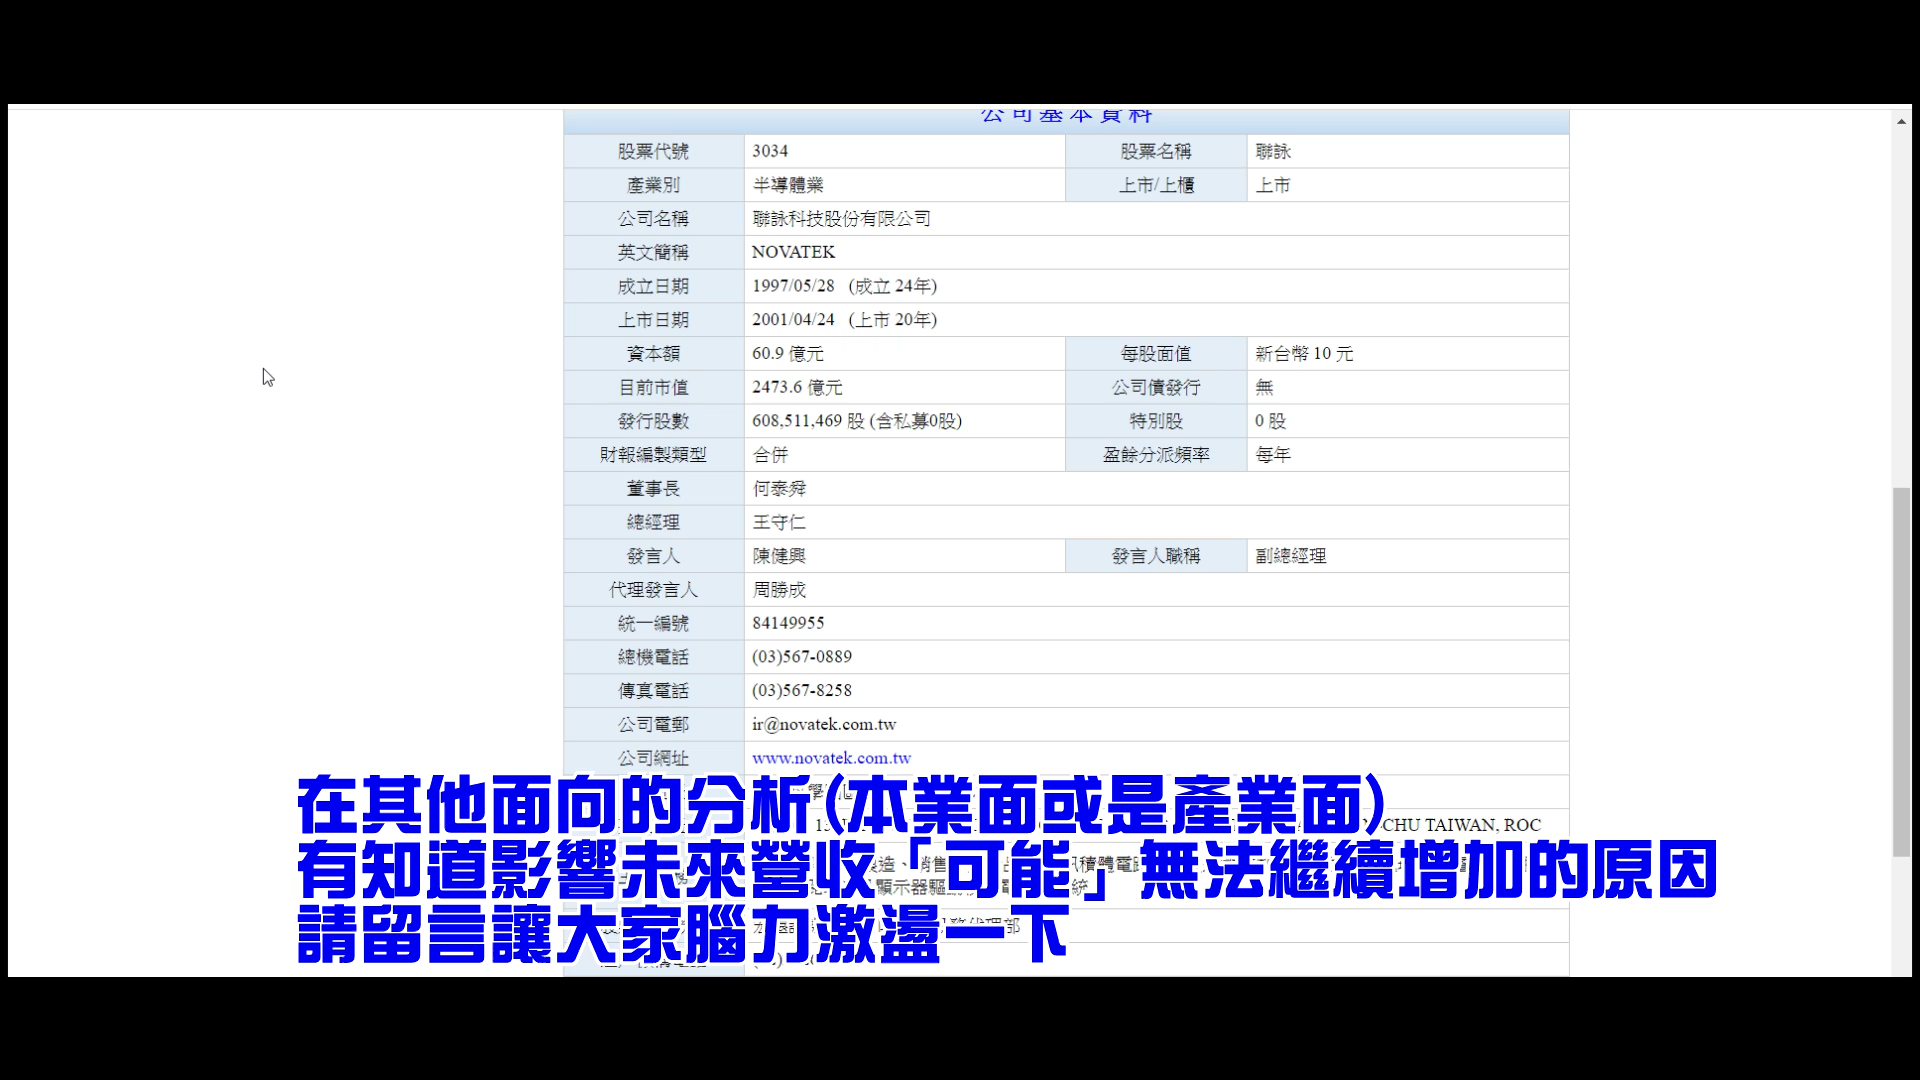 公司基本資料
股票代號 3034 股票名稱 聯詠
產業別 半導體業 上市/上櫃 上市
公司名稱 聯詠科技股份有限公司
英文簡稱 NOVATEK
成立日期 1997/05/28 (成立 24年)
上市日期 2001/04/24 (上市 20年)
資本額 60.9 億元 每股面值 新台幣 10 元
目前市值 2473.6 億元 公司債發行 無
發行股數 608,511,469 股 (含私募0股) 特別股 0 股
財報編製類型 合併 盈餘分派頻率 每年
董事長 何泰舜
總經理 王守仁
發言人 陳健興 發言人職稱 副總經理
代理發言人 周勝成
統一編號 84149955
總機電話 (03)567-0889
傳真電話 (03)567-8258
公司電郵 ir@novatek.com.tw
公司網址 www.novatek.com.tw
在其他面向的分析(本業面或是產業面)
-CHU TAIWAN, ROC
有知道影響未來營收「可能」無法繼續增加的原因
請留言讓大家腦力激盪一下